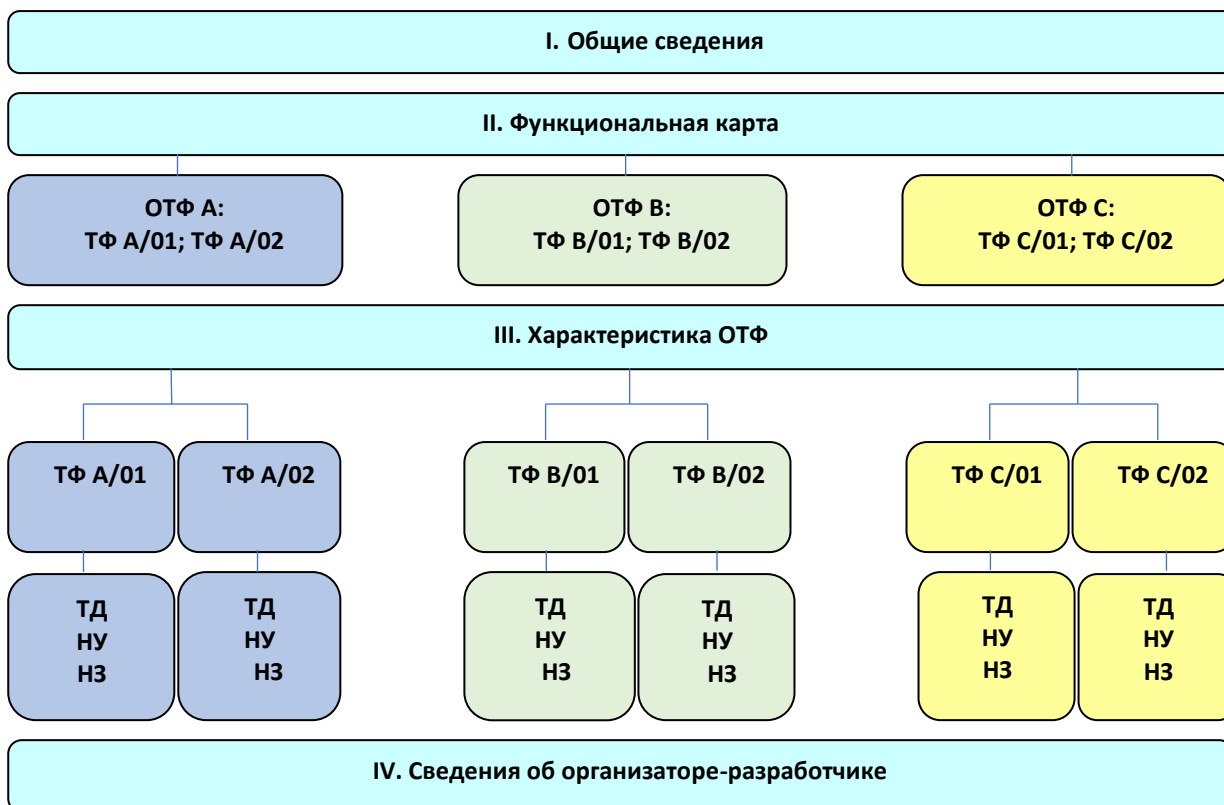 I. Общие сведения
II. Функциональная карта
ОТФ А:
ТФ А/01; ТФ А/02
ОТФ В:
ТФ В/01; ТФ В/02
ОТФ С:
ТФ С/01; ТФ С/02
III. Характеристика ОТФ
ТФ А/01
ТФ А/02
ТФ В/01
ТФ В/02
ТФ С/01
ТФ С/02
ТД
НУ
НЗ
ТД
НУ
НЗ
ТД
НУ
НЗ
ТД
НУ
НЗ
ТД
НУ
НЗ
ТД
НУ
НЗ
IV. Сведения об организаторе-разработчике